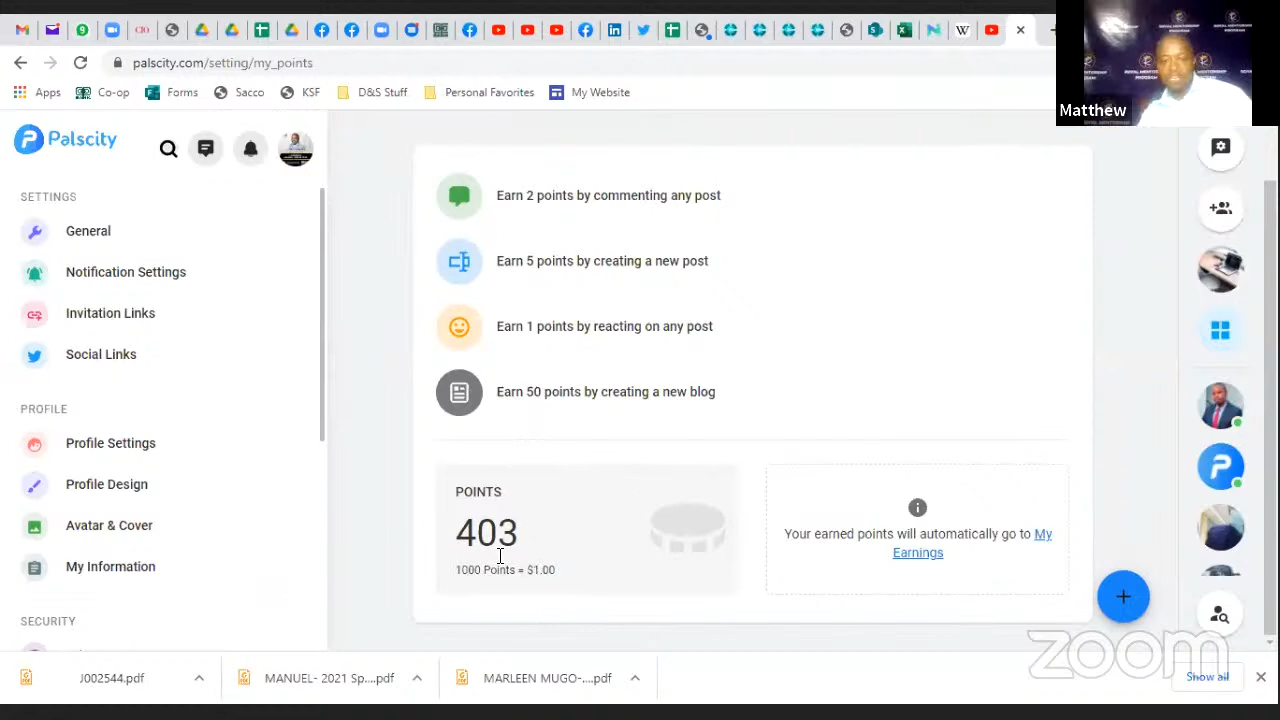 palscity.com/setting/my_points
Apps
Co-op
Forms
Sacco
KSF
D&S Stuff
Personal Favorites
My Website
Matthew
Palscity
SETTINGS
General
Notification Settings
Invitation Links
Social Links
PROFILE
Profile Settings
Profile Design
Avatar & Cover
My Information
SECURITY
Earn 2 points by commenting any post
Earn 5 points by creating a new post
Earn 1 points by reacting on any post
Earn 50 points by creating a new blog
POINTS
403
1000 Points = $1.00
Your earned points will automatically go to My
Earnings
zoom
J002544.pdf
MANUEL- 2021 Sp....pdf
MARLEEN MUGO-....pdf
Show all